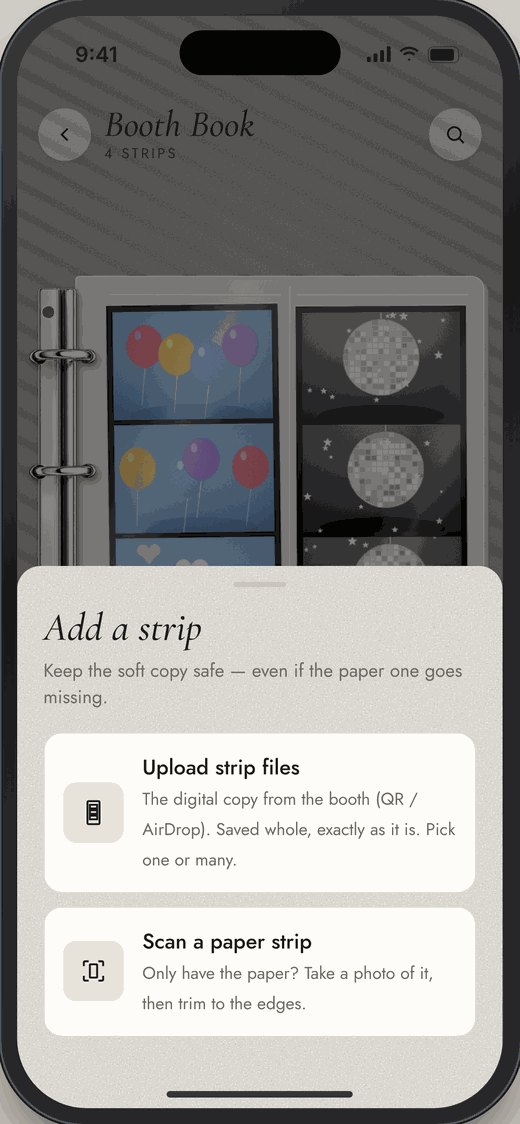 9:41
Booth Book
4 STRIPS
Add a strip
Keep the soft copy safe — even if the paper one goes
missing.
Upload strip files
The digital copy from the booth (QR /
AirDrop). Saved whole, exactly as it is. Pick
one or many.
Scan a paper strip
Only have the paper? Take a photo of it,
then trim to the edges.